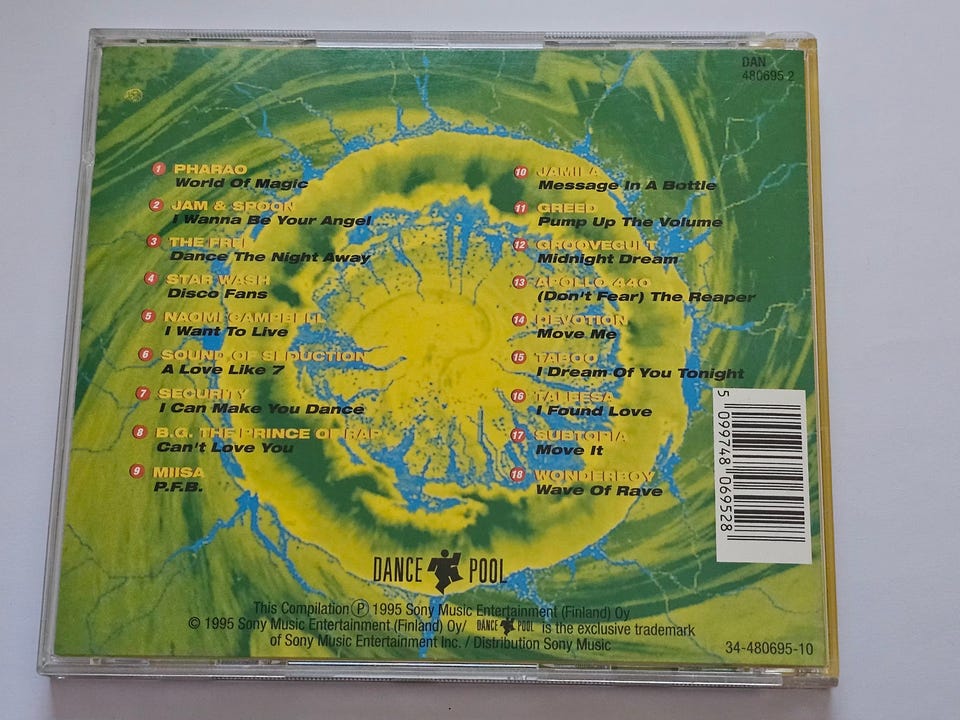 DAN
480695 2
1 PHARAO
World Of Magic
2 JAM & SPOON
I Wanna Be Your Angel
3 THE FREE
Dance The Night Away
4 STAR WASH
Disco Fans
5 NAOMI CAMPBELL
I Want To Live
6 SOUND OF SEDUCTION
A Love Like 7
7 SECURITY
I Can Make You Dance
8 B.G. THE PRINCE OF RAP
Can't Love You
9 MIISA
P.F.B.
10 JAMILA
Message In A Bottle
11 GREED
Pump Up The Volume
12 GROOVECULT
Midnight Dream
13 APOLLO 440
(Don't Fear) The Reaper
14 DEVOTION
Move Me
15 TABOO
I Dream Of You Tonight
16 TALEESA
I Found Love
17 SUBTOPIA
Move It
18 WONDERBOY
Wave Of Rave
5 099748 069528
DANCE POOL
This Compilation Ⓟ 1995 Sony Music Entertainment (Finland) Oy
© 1995 Sony Music Entertainment (Finland) Oy/ DANCE POOL is the exclusive trademark
of Sony Music Entertainment Inc. / Distribution Sony Music
34-480695-10